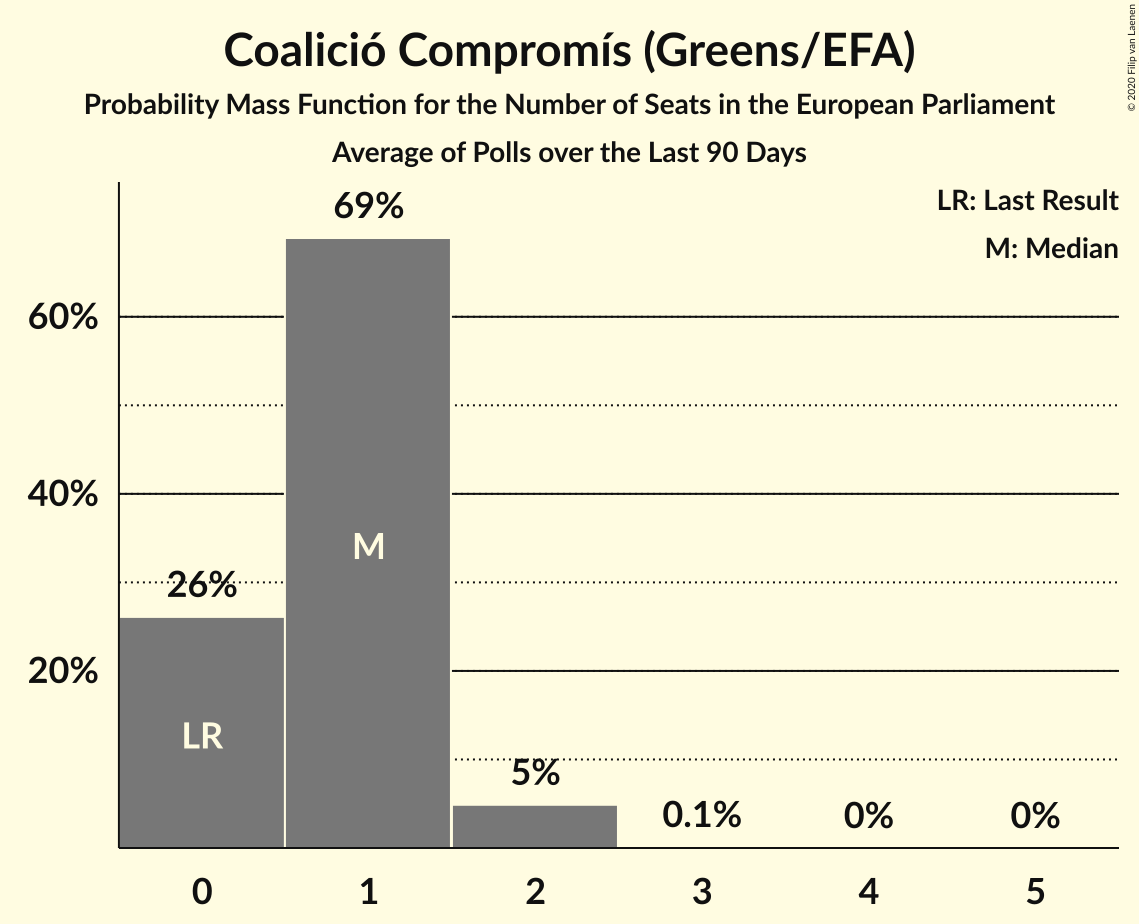 Coalició Compromís (Greens/EFA)
Probability Mass Function for the Number of Seats in the European Parliament
Average of Polls over the Last 90 Days
© 2020 Filip van Laenen
LR: Last Result
M: Median
69%
60%
40%
M
26%
20%
LR
5%
0.1%
0%
0%
0
1
2
3
4
5